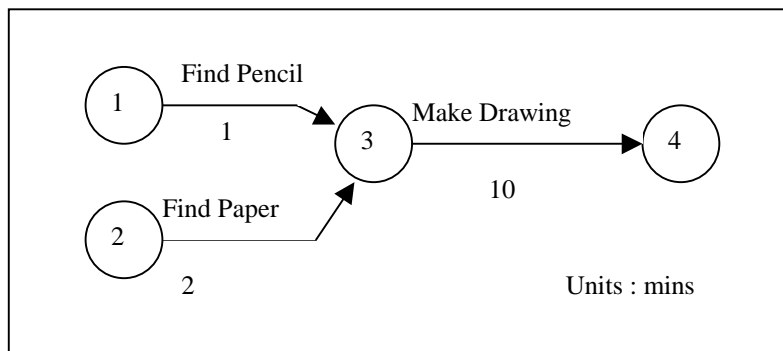 Find Pencil
1
1
Make Drawing
3
4
10
Find Paper
2
2
Units : mins